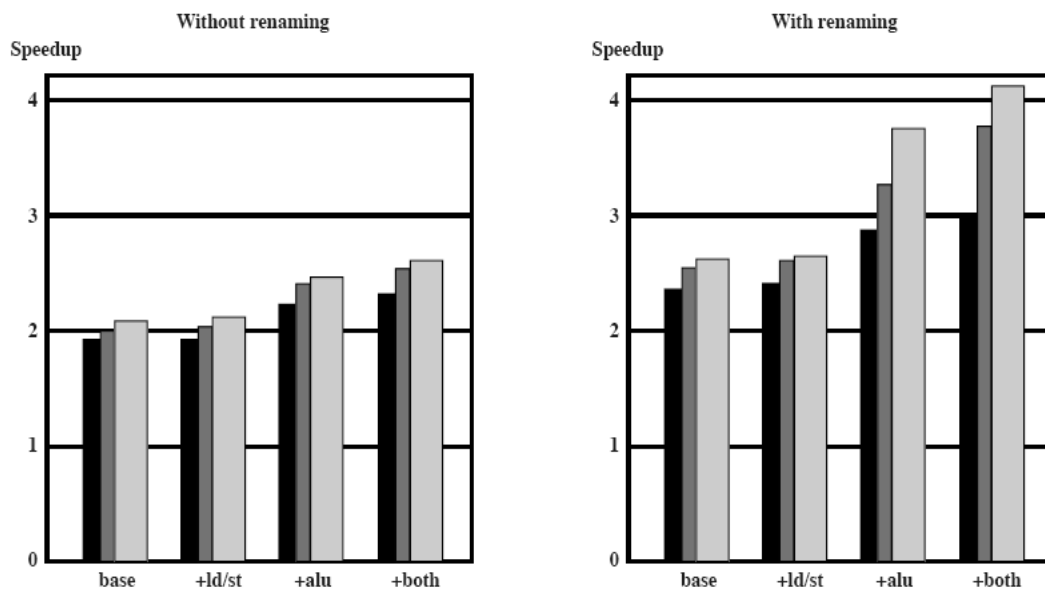 Without renaming
Speedup
4
3
2
1
0
base +ld/st +alu +both
With renaming
Speedup
4
3
2
1
0
base +ld/st +alu +both